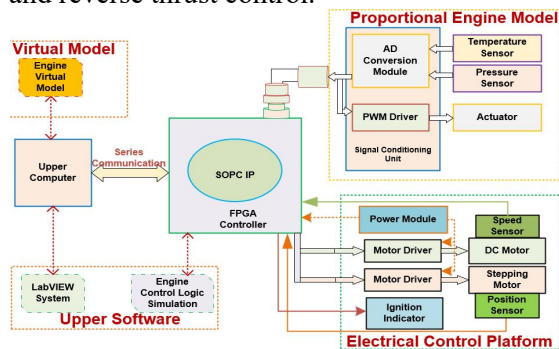 and reverse thrust control.
Proportional Engine Model
Virtual Model
Engine
Virtual
Model
AD
Conversion
Module
Temperature
Sensor
Pressure
Sensor
PWM Driver
Actuator
Signal Conditioning
Unit
Upper
Computer
Series
Communication
SOPC IP
FPGA
Controller
Power Module
Speed
Sensor
Motor Driver
DC Motor
Motor Driver
Stepping
Motor
Ignition
Indicator
Position
Sensor
LabVIEW
System
Engine
Control Logic
Simulation
Upper Software
Electrical Control Platform